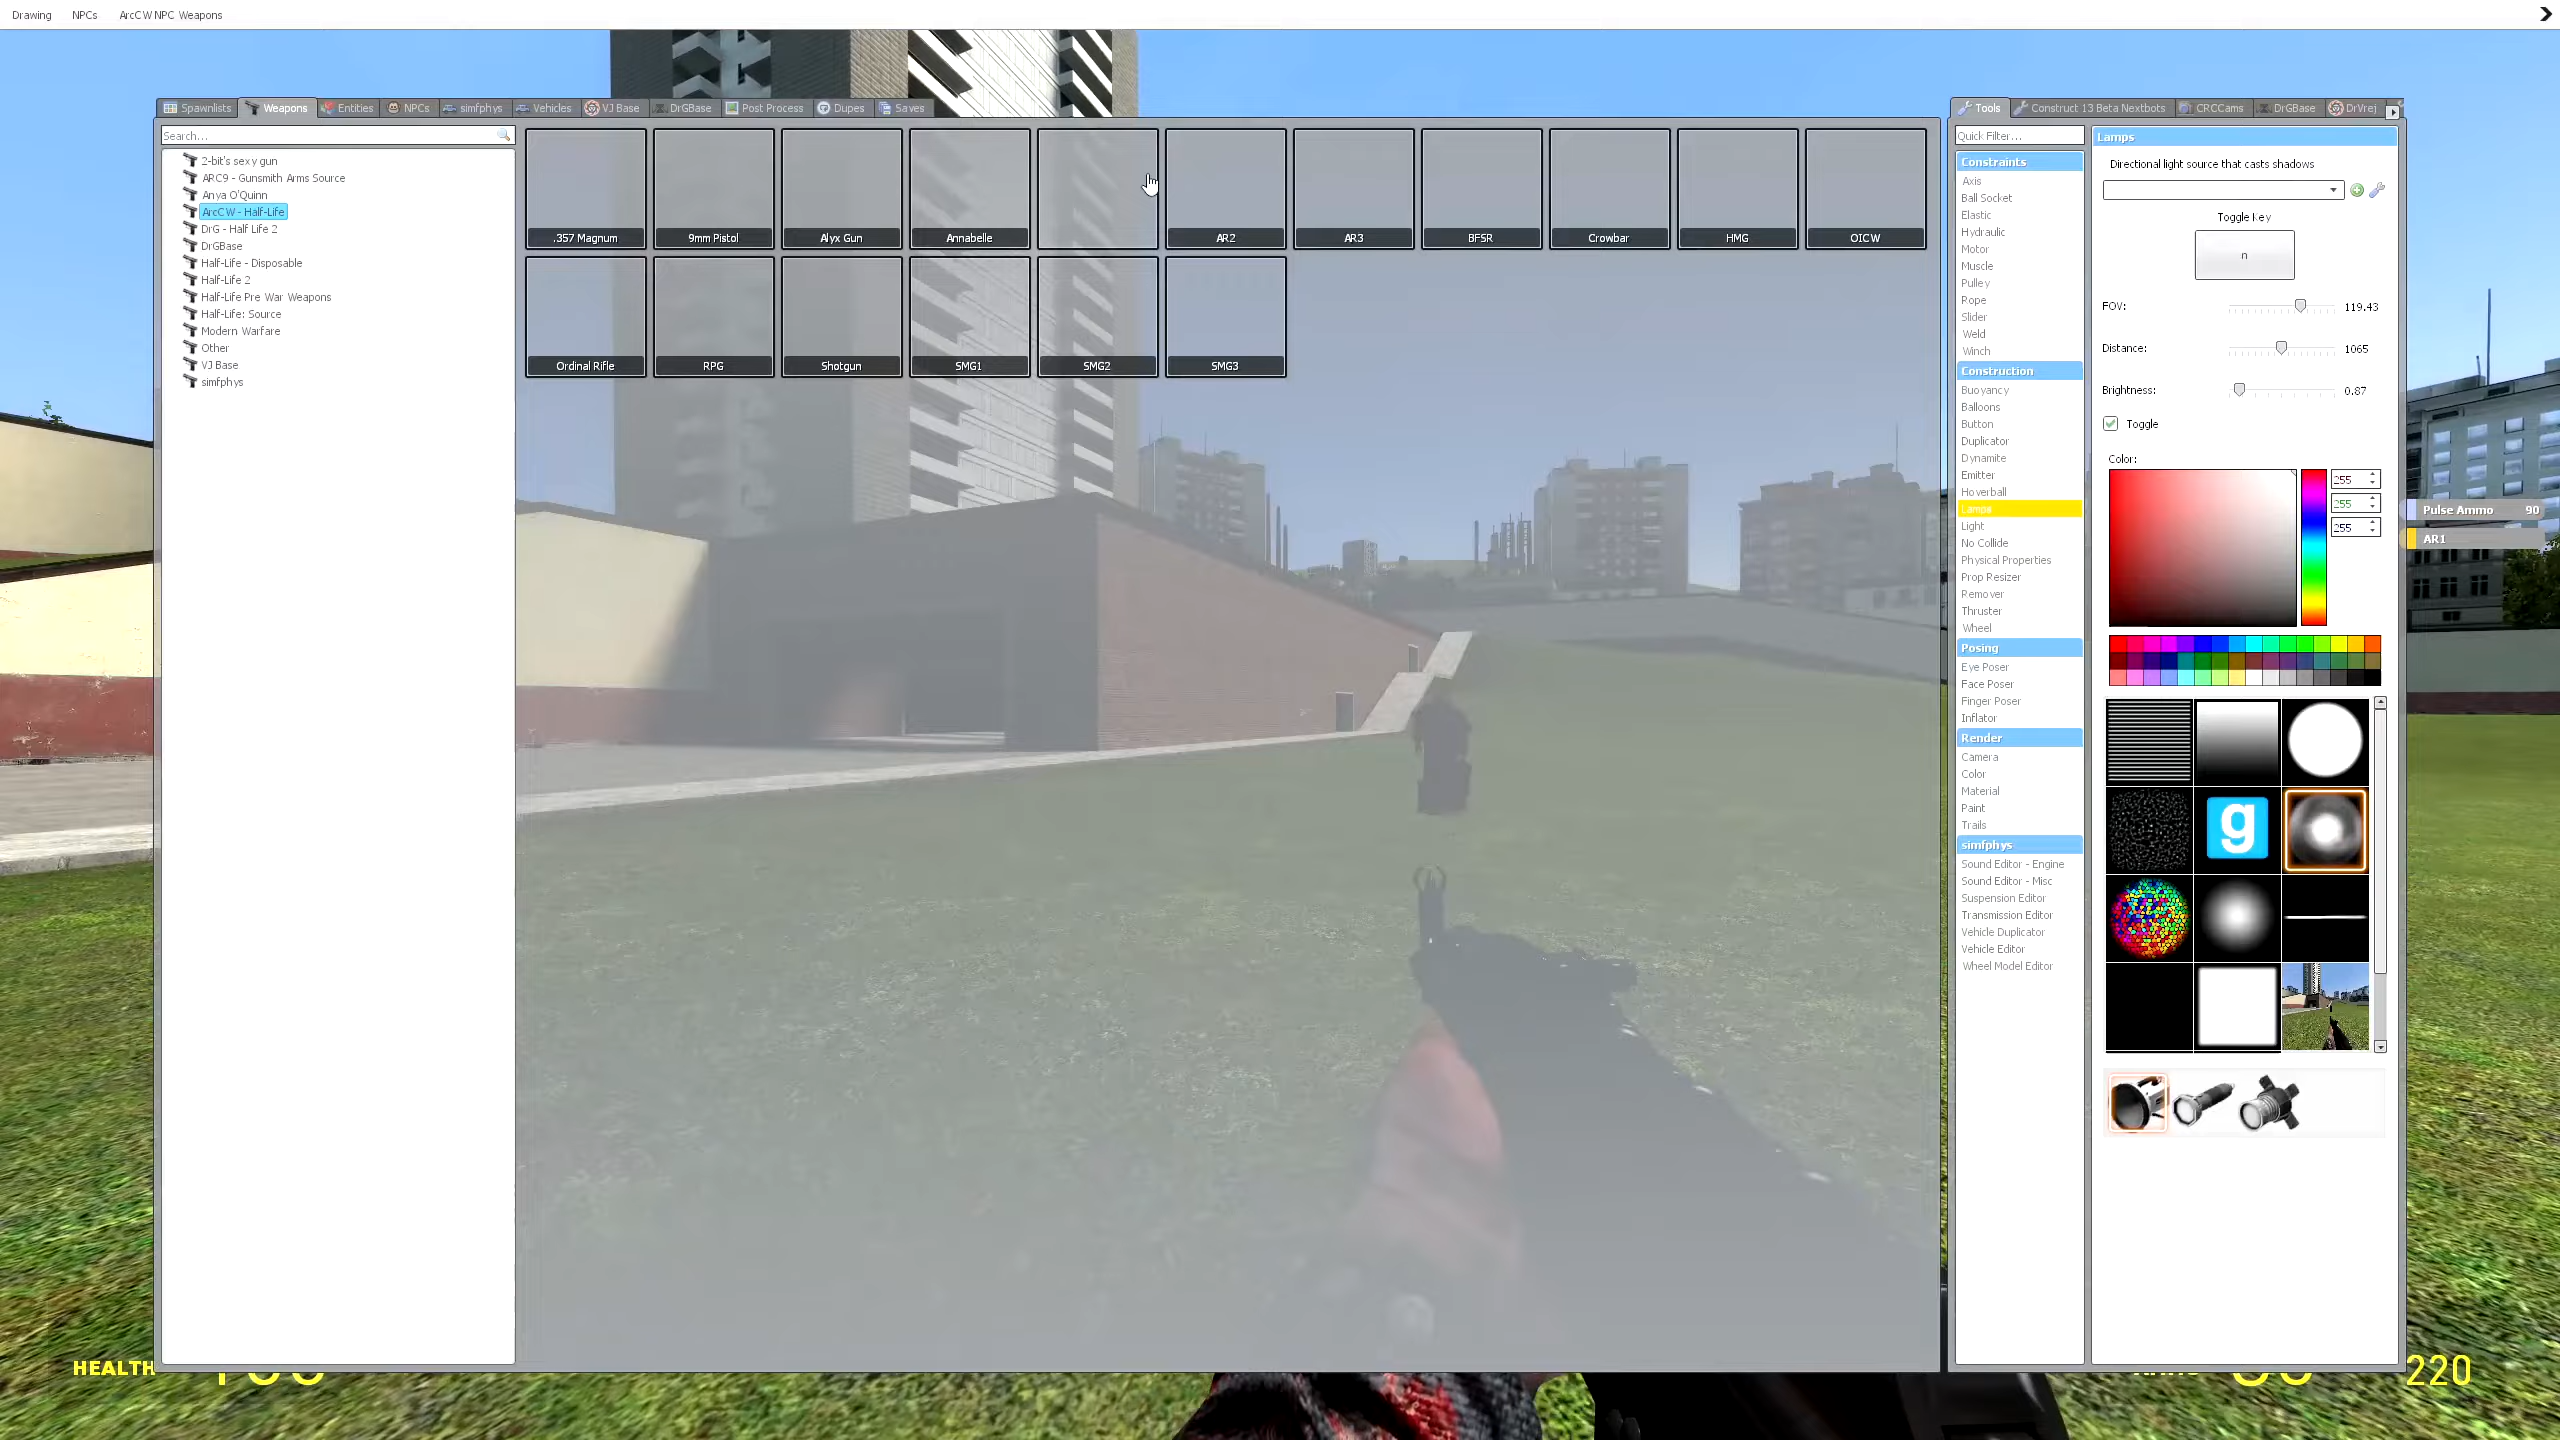 Drawing NPCs ArcCW NPC Weapons
Spawnlists Weapons Entities NPCs simfphys Vehicles VJ Base DrGBase Post Process Dupes Saves
Search...
2-bit's sexy gun
ARC9 - Gunsmith Arms Source
Anya O'Quinn
ArcCW - Half-Life
DrG - Half Life 2
DrGBase
Half-Life - Disposable
Half-Life 2
Half-Life Pre War Weapons
Half-Life: Source
Modern Warfare
Other
VJ Base
simfphys
.357 Magnum 9mm Pistol Alyx Gun Annabelle AR2 AR3 BFSR Crowbar HMG OICW
Ordinal Rifle RPG Shotgun SMG1 SMG2 SMG3
Tools Construct 13 Beta Nextbots CRCCams DrGBase DrVrej
Quick Filter...
Constraints
Axis
Ball Socket
Elastic
Hydraulic
Motor
Muscle
Pulley
Rope
Slider
Weld
Winch
Construction
Buoyancy
Balloons
Button
Duplicator
Dynamite
Emitter
Hoverball
Lamps
Light
No Collide
Physical Properties
Prop Resizer
Remover
Thruster
Wheel
Posing
Eye Poser
Face Poser
Finger Poser
Inflator
Render
Camera
Color
Material
Paint
Trails
simfphys
Sound Editor - Engine
Sound Editor - Misc
Suspension Editor
Transmission Editor
Vehicle Duplicator
Vehicle Editor
Wheel Model Editor
Lamps
Directional light source that casts shadows
Toggle Key
n
FOV: 119.43
Distance: 1065
Brightness: 0.87
Toggle
Color:
255
255
255
g
Pulse Ammo 90
AR1
HEALTH
220